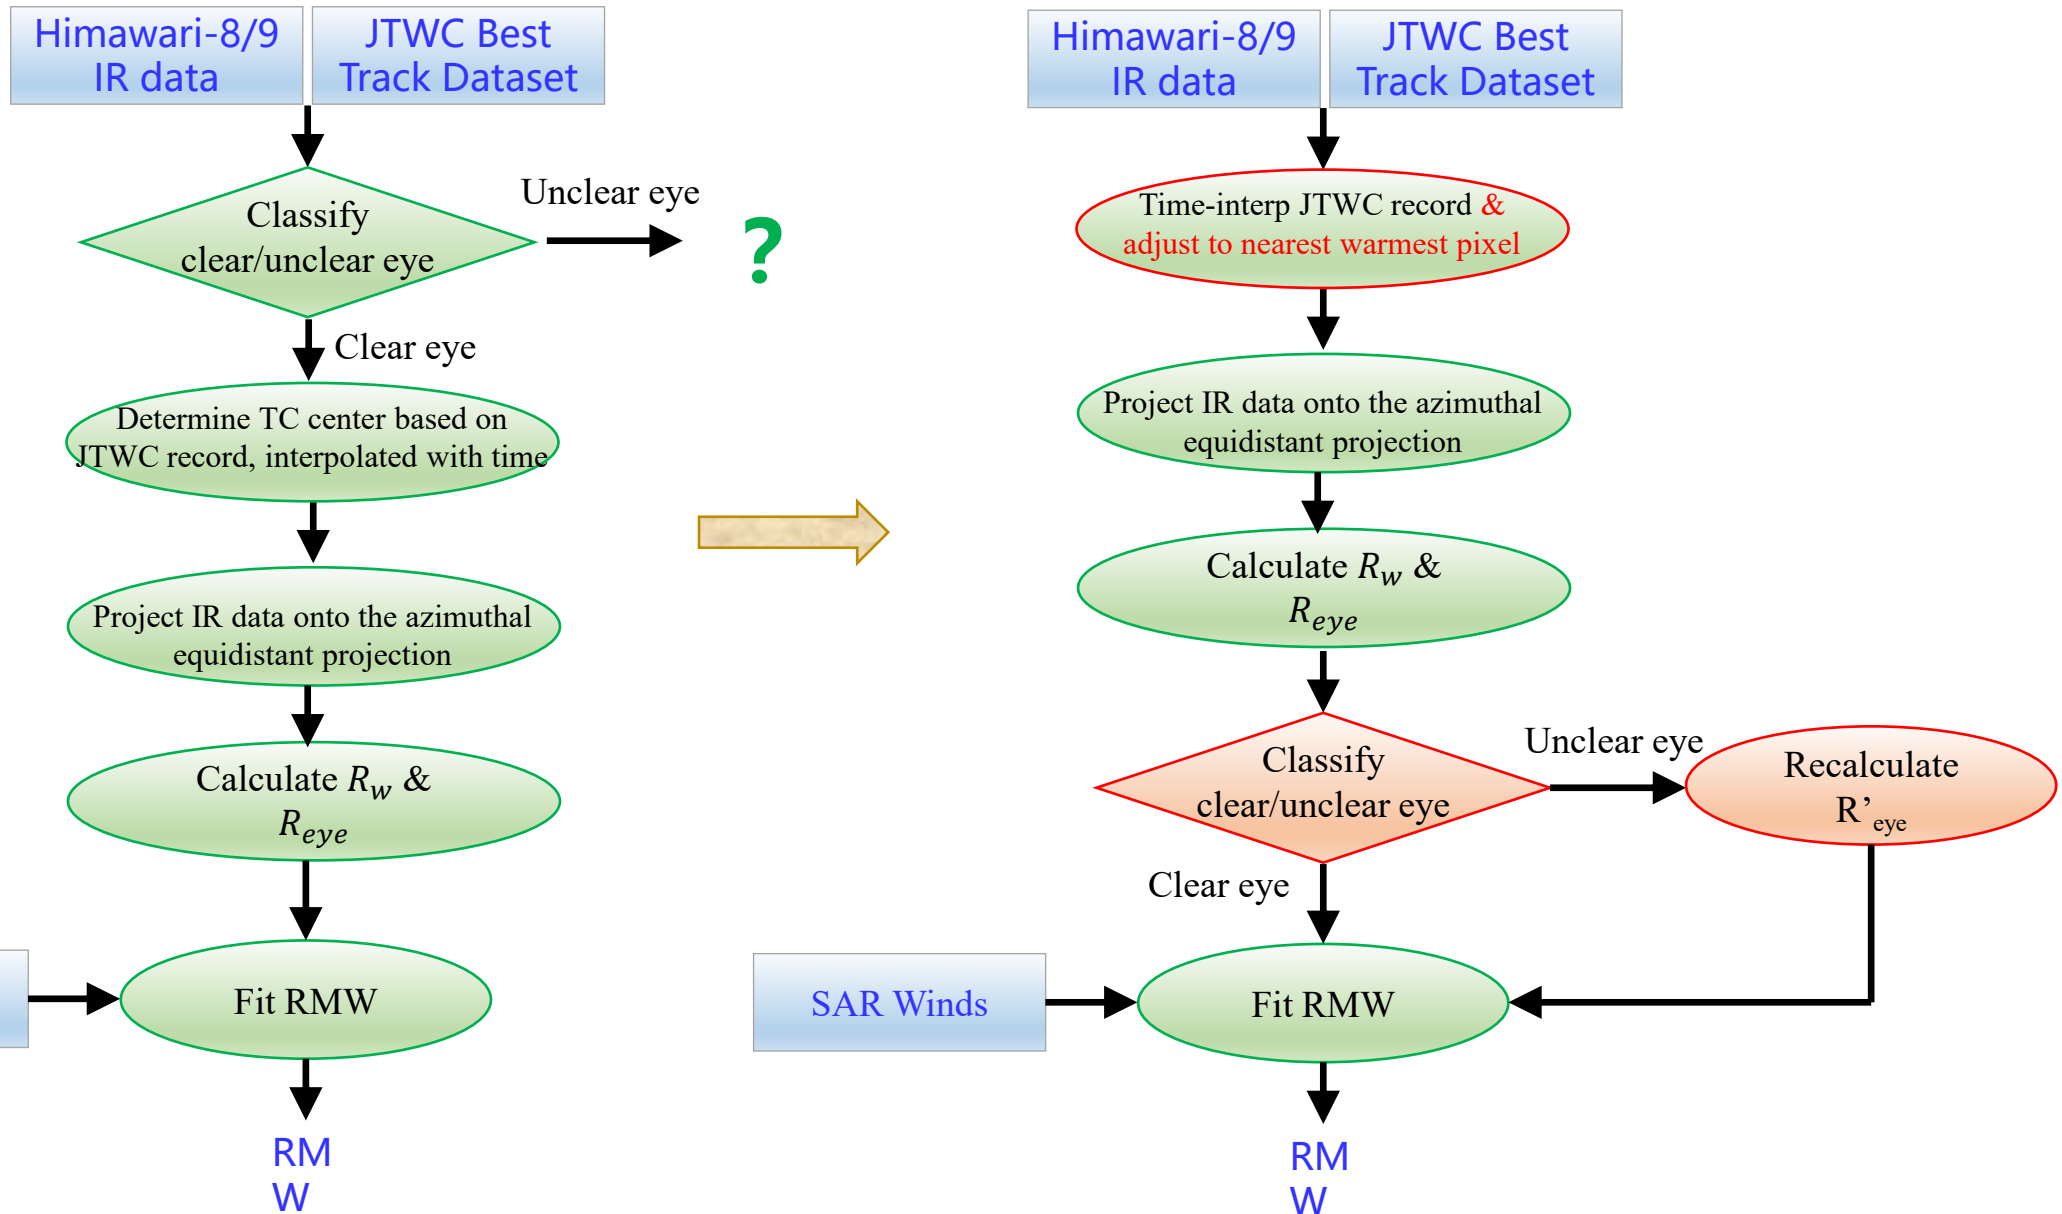 Himawari-8/9
IR data
JTWC Best
Track Dataset
Classify
clear/unclear eye
Unclear eye
?
Clear eye
Determine TC center based on
JTWC record, interpolated with time
Project IR data onto the azimuthal
equidistant projection
Calculate R_w &
R_eye
Fit RMW
RM
W
Himawari-8/9
IR data
JTWC Best
Track Dataset
Time-interp JTWC record &
adjust to nearest warmest pixel
Project IR data onto the azimuthal
equidistant projection
Calculate R_w &
R_eye
Classify
clear/unclear eye
Unclear eye
Recalculate
R’eye
Clear eye
SAR Winds
Fit RMW
RM
W